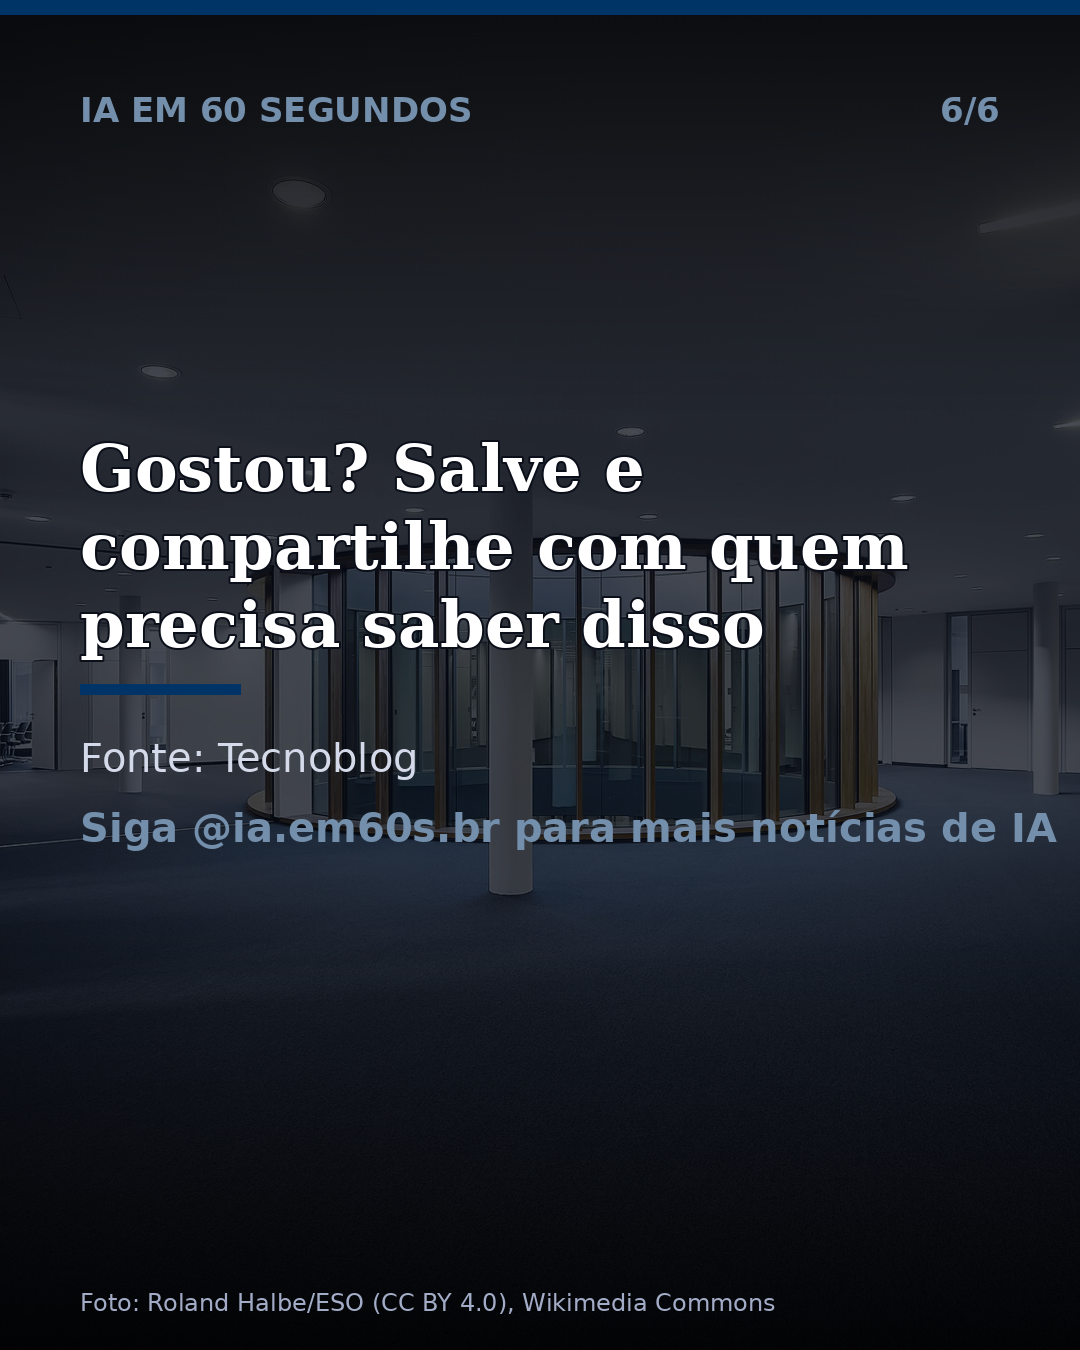 IA EM 60 SEGUNDOS
6/6
Gostou? Salve e
compartilhe com quem
precisa saber disso
Fonte: Tecnoblog
Siga @ia.em60s.br para mais notícias de IA
Foto: Roland Halbe/ESO (CC BY 4.0), Wikimedia Commons